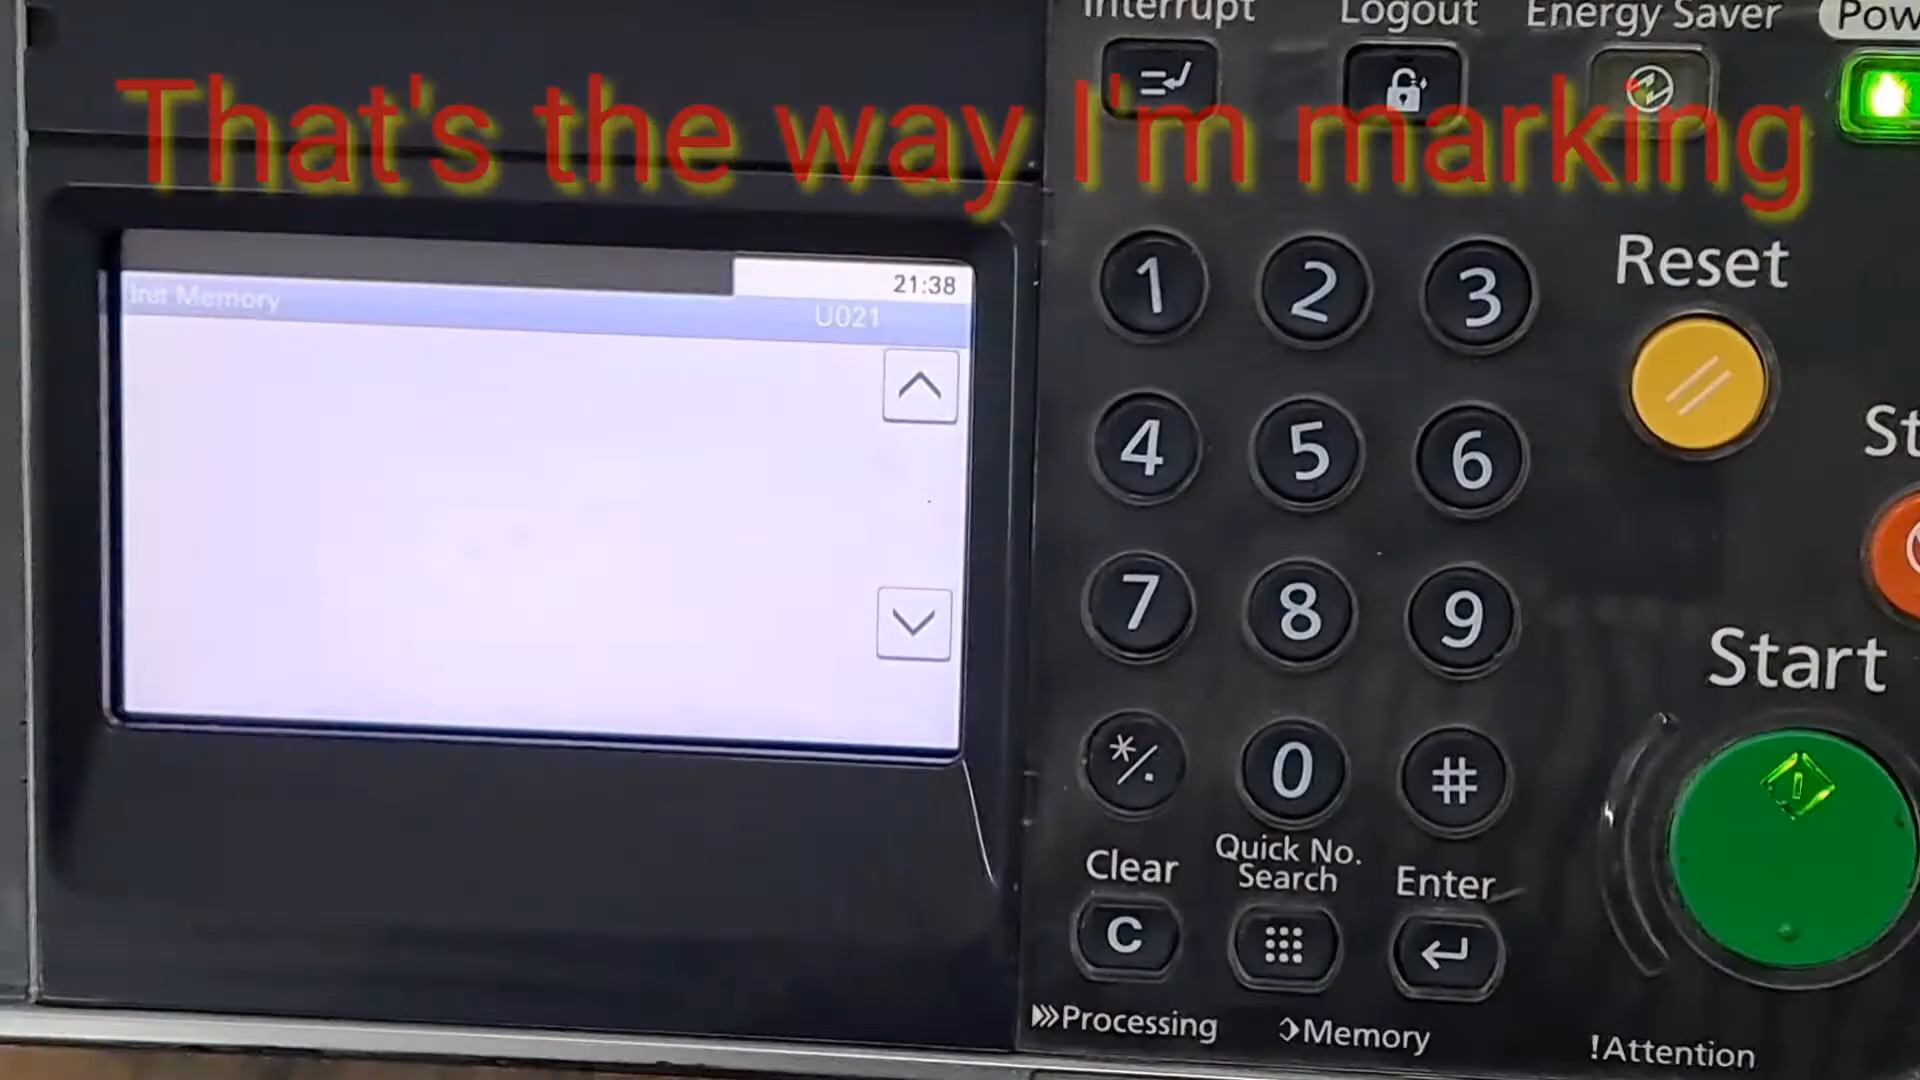 Interrupt Logout Energy Saver Pow
That's the way I'm marking
21:38
Init Memory U021
1 2 3
Reset
4 5 6
St
7 8 9
Start
*/. 0 #
Clear Quick No. Search Enter
C
Processing Memory !Attention